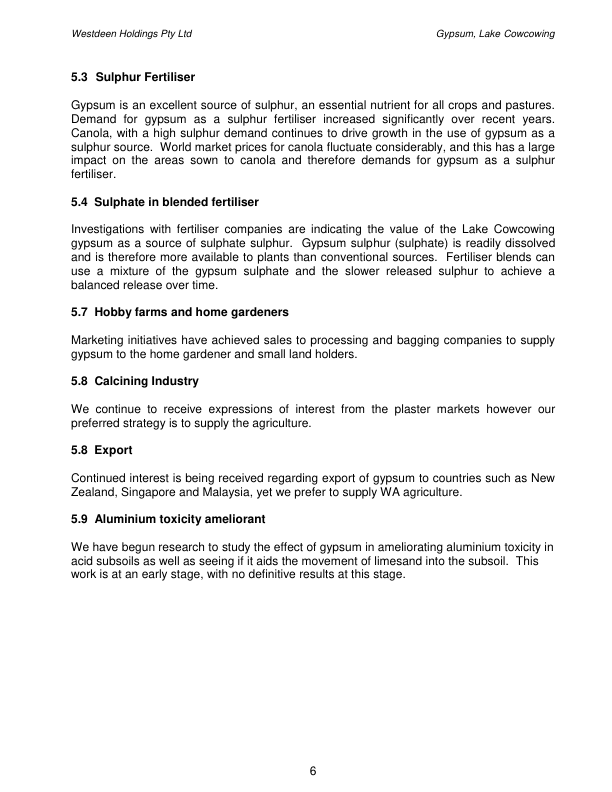 Westdeen Holdings Pty Ltd Gypsum, Lake Cowcowing
5.3 Sulphur Fertiliser
Gypsum is an excellent source of sulphur, an essential nutrient for all crops and pastures.
Demand for gypsum as a sulphur fertiliser increased significantly over recent years.
Canola, with a high sulphur demand continues to drive growth in the use of gypsum as a
sulphur source. World market prices for canola fluctuate considerably, and this has a large
impact on the areas sown to canola and therefore demands for gypsum as a sulphur
fertiliser.
5.4 Sulphate in blended fertiliser
Investigations with fertiliser companies are indicating the value of the Lake Cowcowing
gypsum as a source of sulphate sulphur. Gypsum sulphur (sulphate) is readily dissolved
and is therefore more available to plants than conventional sources. Fertiliser blends can
use a mixture of the gypsum sulphate and the slower released sulphur to achieve a
balanced release over time.
5.7 Hobby farms and home gardeners
Marketing initiatives have achieved sales to processing and bagging companies to supply
gypsum to the home gardener and small land holders.
5.8 Calcining Industry
We continue to receive expressions of interest from the plaster markets however our
preferred strategy is to supply the agriculture.
5.8 Export
Continued interest is being received regarding export of gypsum to countries such as New
Zealand, Singapore and Malaysia, yet we prefer to supply WA agriculture.
5.9 Aluminium toxicity ameliorant
We have begun research to study the effect of gypsum in ameliorating aluminium toxicity in
acid subsoils as well as seeing if it aids the movement of limesand into the subsoil. This
work is at an early stage, with no definitive results at this stage.
6